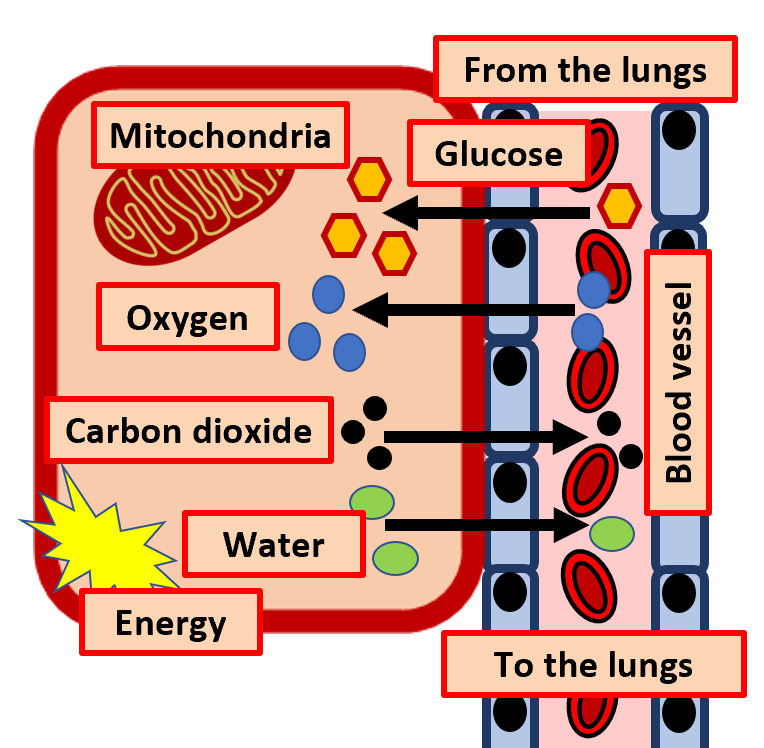 From the lungs
Mitochondria
Glucose
Oxygen
Blood vessel
Carbon dioxide
Water
Energy
To the lungs